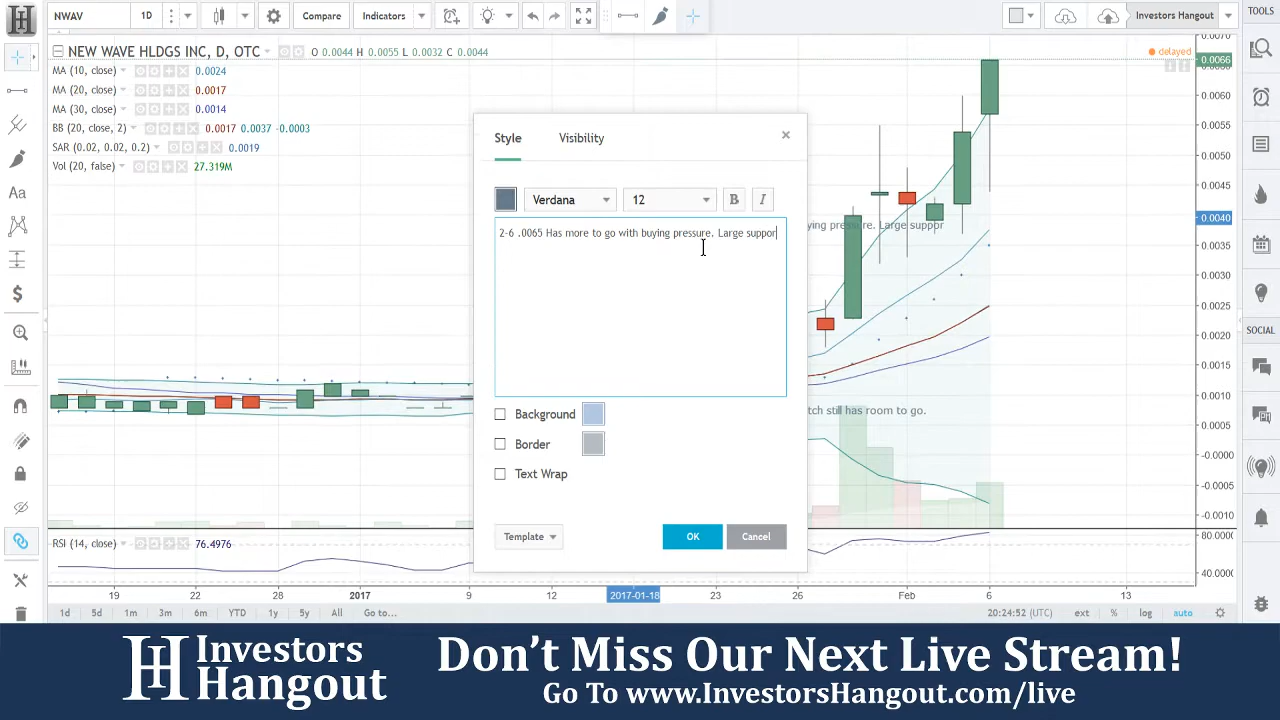 NWAV
1D
Compare
Indicators
Investors Hangout
TOOLS
NEW WAVE HLDGS INC, D, OTC
O 0.0044 H 0.0055 L 0.0032 C 0.0044
delayed
MA (10, close) 0.0024
MA (20, close) 0.0017
MA (30, close) 0.0014
BB (20, close, 2) 0.0017 0.0037 -0.0003
SAR (0.02, 0.02, 0.2) 0.0019
Vol (20, false) 27.319M
Aa
Style
Visibility
Verdana
12
B
I
2-6 .0065 Has more to go with buying pressure. Large suppor
ying pressure. Large suppor
tch still has room to go.
Background
Border
Text Wrap
Template
OK
Cancel
0.0070
0.0066
0.0060
0.0055
0.0050
0.0045
0.0040
0.0035
0.0030
0.0025
0.0020
0.0015
0.0010
0.0005
-0.0000
-0.0005
-0.0010
SOCIAL
RSI (14, close) 76.4976
80.0000
40.0000
19
22
28
2017
9
12
2017-01-18
23
26
Feb
6
13
1d 5d 1m 3m 6m YTD 1y 5y All Go to...
20:24:52 (UTC) ext % log auto
IH Investors
Hangout
Don't Miss Our Next Live Stream!
Go To www.InvestorsHangout.com/live